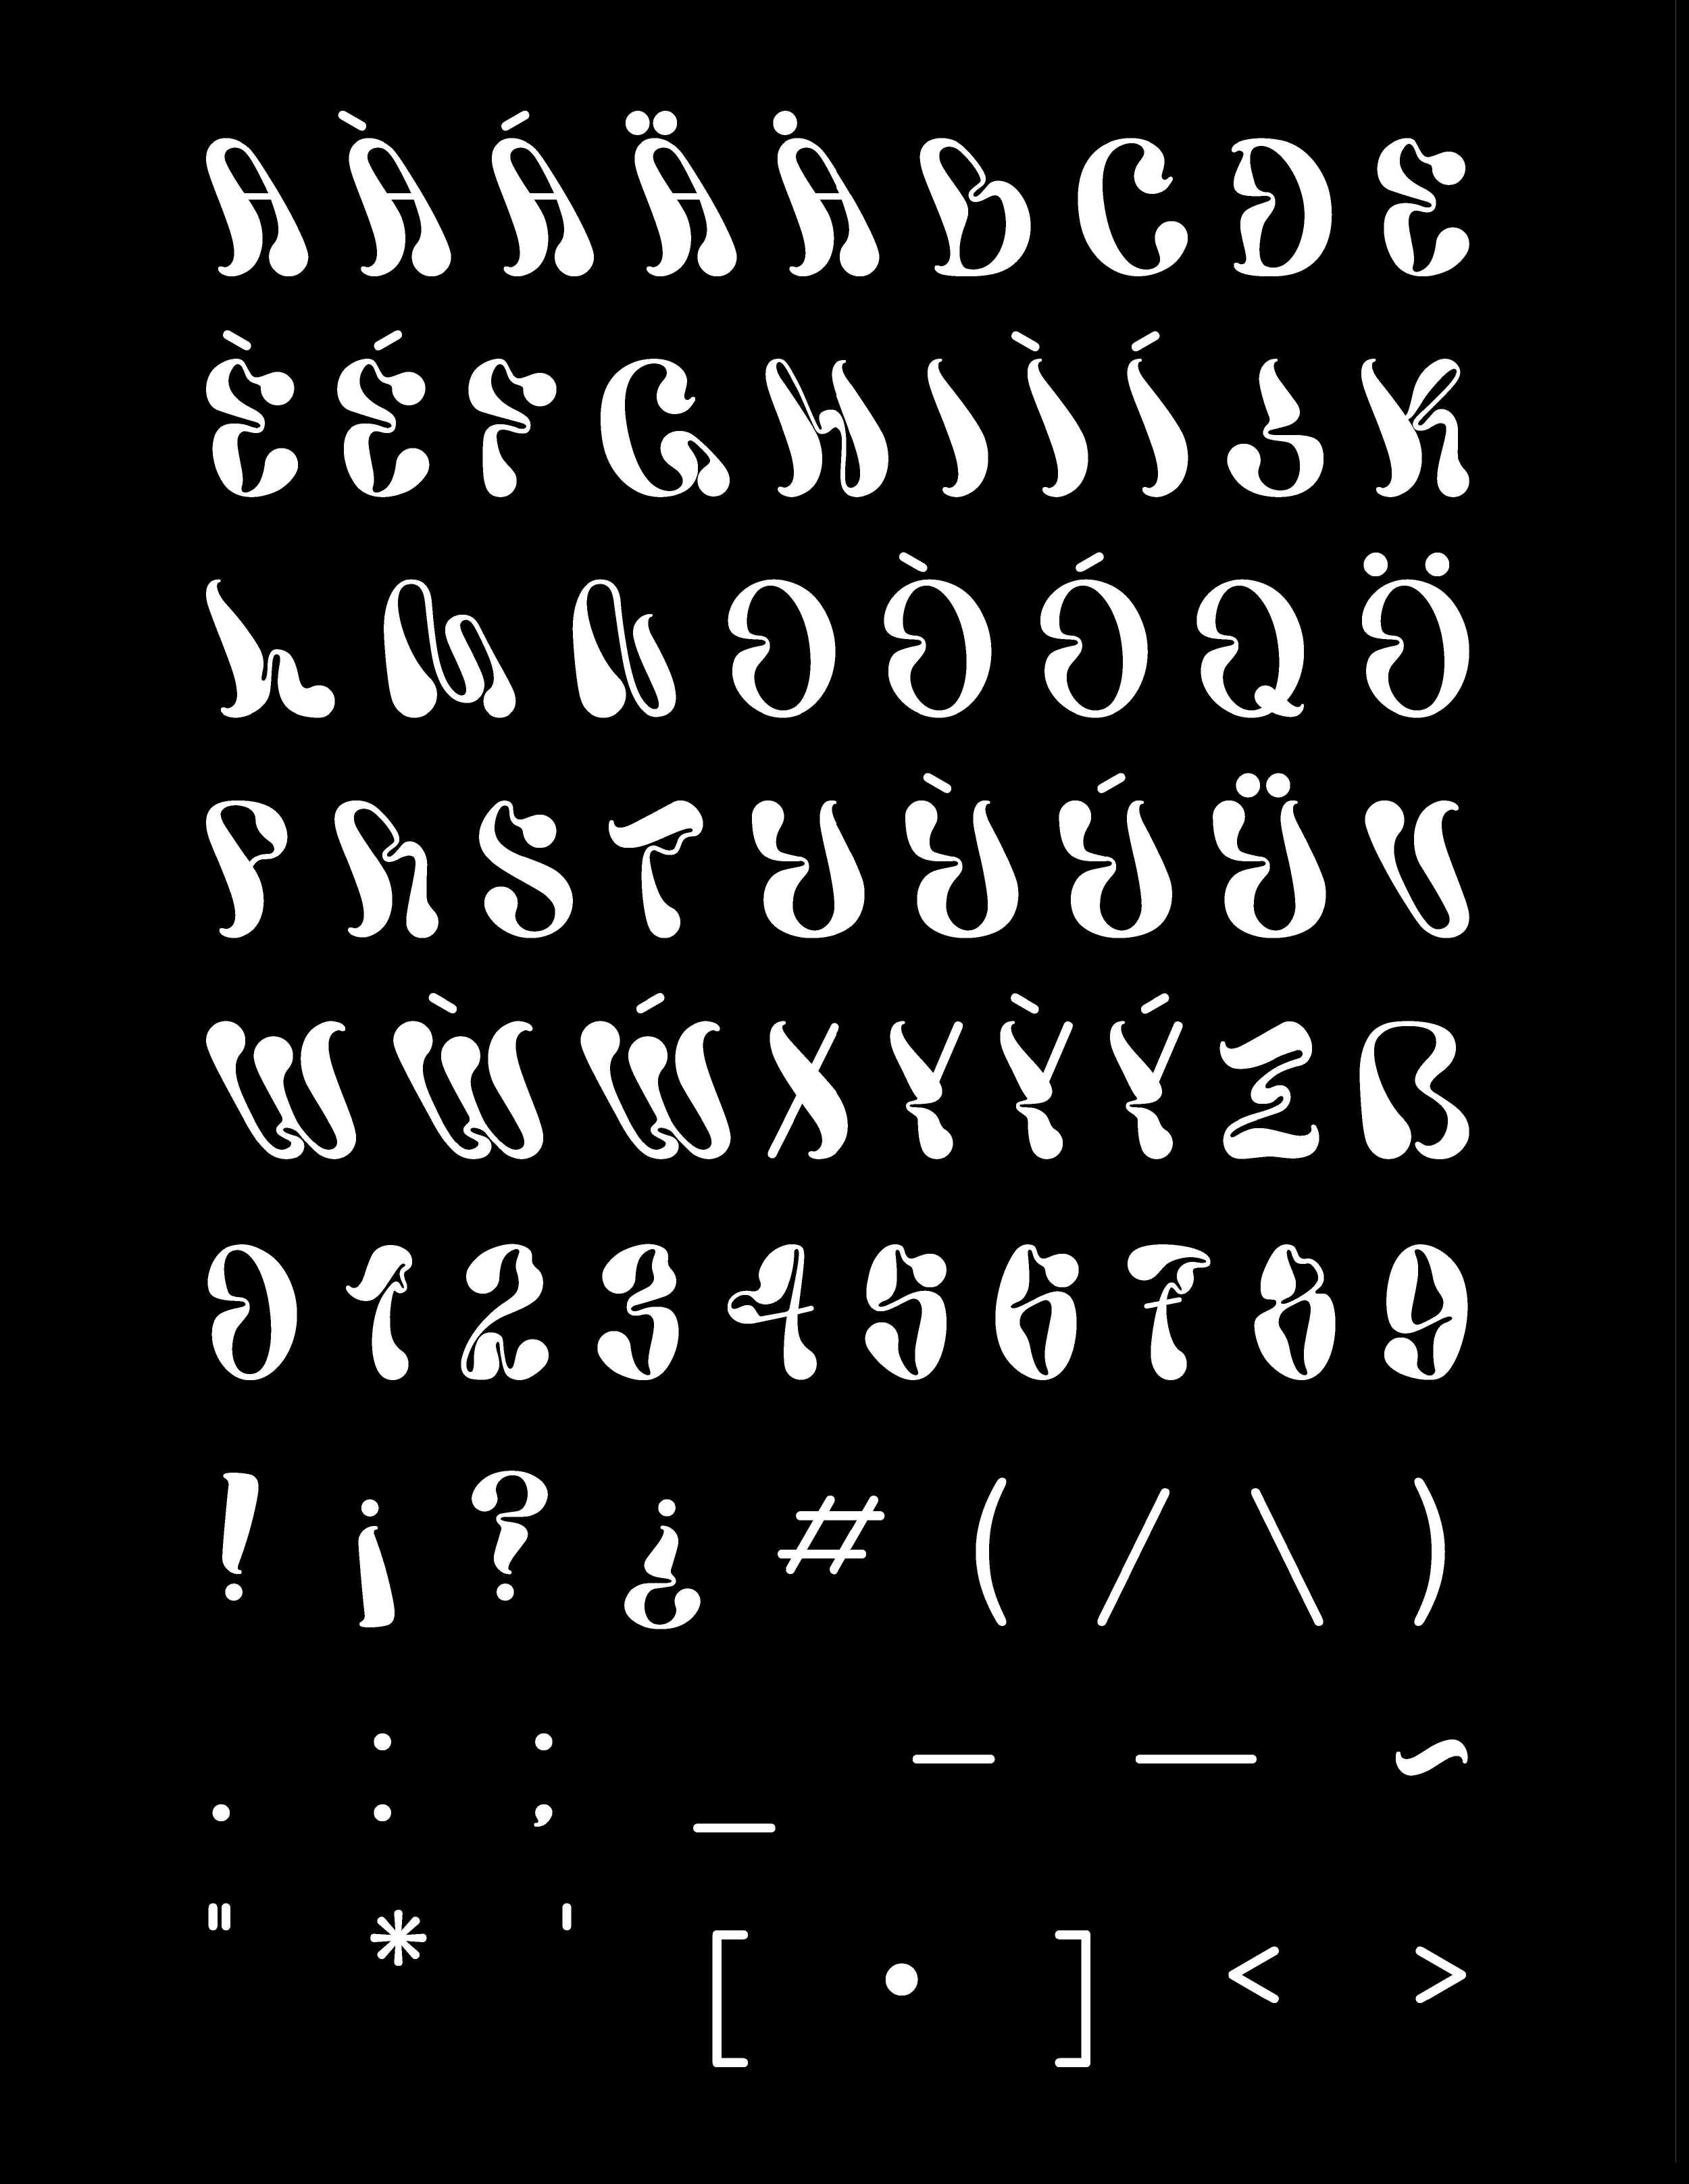 A À Á Ä Ȧ B C D E
È É F G H I Ì Í J K
L M N O Ò Ó Q Ö
P R S T U Ù Ú Ü V
W Ẁ Ẃ X Y Ỳ Ý Z ß
0 1 2 3 4 5 6 7 8 9
! ¡ ? ¿ # ( / \ )
. : ; _ – — ~
" * ' [ • ] < >